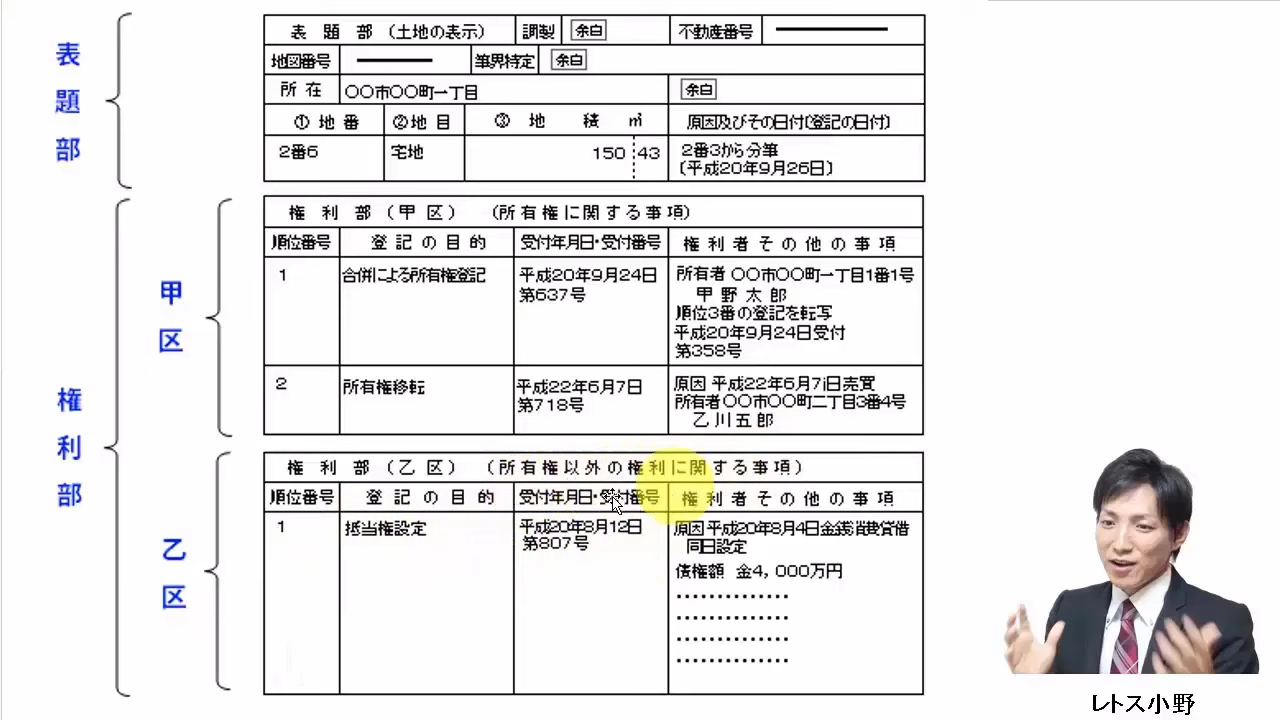 表題部
表 題 部 (土地の表示) 調製 余白 不動産番号
地図番号 筆界特定 余白
所 在 〇〇市〇〇町一丁目 余白
①地 番 ②地 目 ③ 地 積 ㎡ 原因及びその日付〔登記の日付〕
2番6 宅地 150 43 2番3から分筆
〔平成20年9月26日〕
権利部
甲区
権 利 部 (甲 区) (所有権に関する事項)
順位番号 登 記 の 目 的 受付年月日・受付番号 権利者その他の事項
1 合併による所有権登記 平成20年9月24日 所有者 〇〇市〇〇町一丁目1番1号
第637号 甲 野 太 郎
順位3番の登記を転写
平成20年9月24日受付
第358号
2 所有権移転 平成22年6月7日 原因 平成22年6月7日売買
第718号 所有者〇〇市〇〇町二丁目3番4号
乙 川 五 郎
乙区
権 利 部 (乙 区) (所有権以外の権利に関する事項)
順位番号 登 記 の 目 的 受付年月日・受付番号 権利者その他の事項
1 抵当権設定 平成20年8月12日 原因 平成20年8月4日金銭消費貸借
第807号 同日設定
債権額 金4,000万円
レトス小野